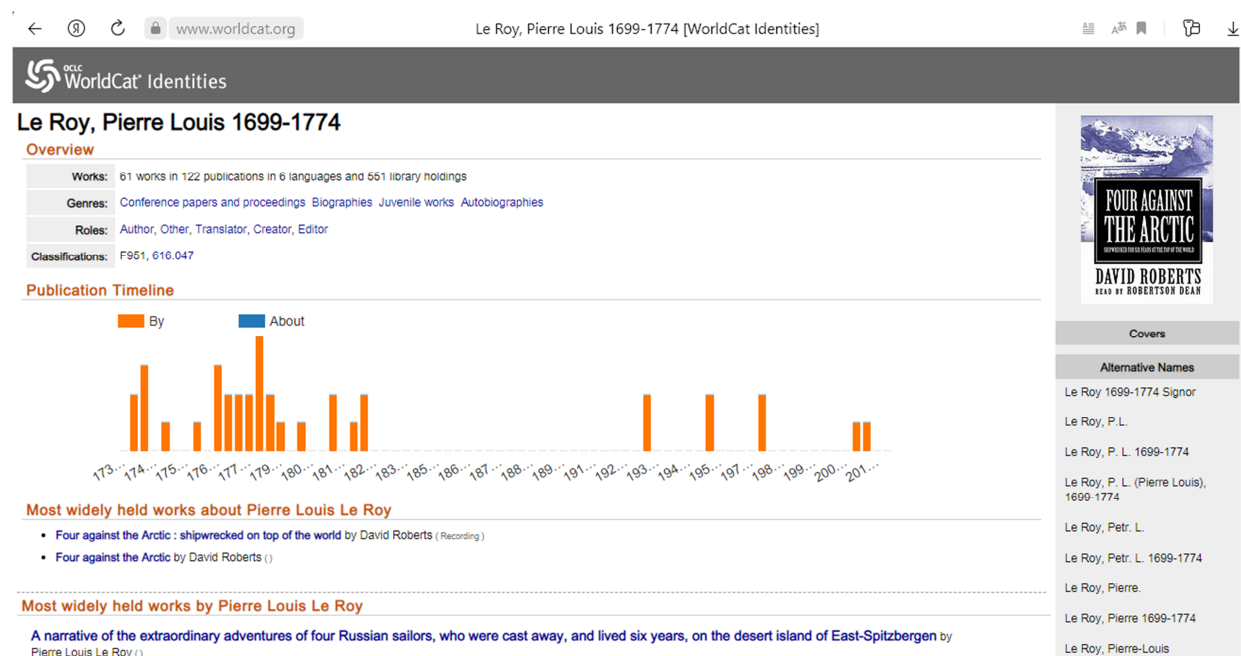 www.worldcat.org
Le Roy, Pierre Louis 1699-1774 [WorldCat Identities]
OCLC
WorldCat Identities
Le Roy, Pierre Louis 1699-1774
Overview
Works: 61 works in 122 publications in 6 languages and 551 library holdings
Genres: Conference papers and proceedings Biographies Juvenile works Autobiographies
Roles: Author, Other, Translator, Creator, Editor
Classifications: F951, 616.047
Publication Timeline
By About
173... 174... 175... 176... 177... 179... 180... 181... 182... 183... 185... 186... 187... 188... 189... 191... 192... 193... 194... 195... 197... 198... 199... 200... 201...
Most widely held works about Pierre Louis Le Roy
• Four against the Arctic : shipwrecked on top of the world by David Roberts ( Recording )
• Four against the Arctic by David Roberts ( )
Most widely held works by Pierre Louis Le Roy
A narrative of the extraordinary adventures of four Russian sailors, who were cast away, and lived six years, on the desert island of East-Spitzbergen by
Pierre Louis Le Roy ( )
FOUR AGAINST
THE ARCTIC
SHIPWRECKED FOR SIX YEARS AT THE TOP OF THE WORLD
DAVID ROBERTS
READ BY ROBERTSON DEAN
Covers
Alternative Names
Le Roy 1699-1774 Signor
Le Roy, P.L.
Le Roy, P. L. 1699-1774
Le Roy, P. L. (Pierre Louis),
1699-1774
Le Roy, Petr. L.
Le Roy, Petr. L. 1699-1774
Le Roy, Pierre.
Le Roy, Pierre 1699-1774
Le Roy, Pierre-Louis